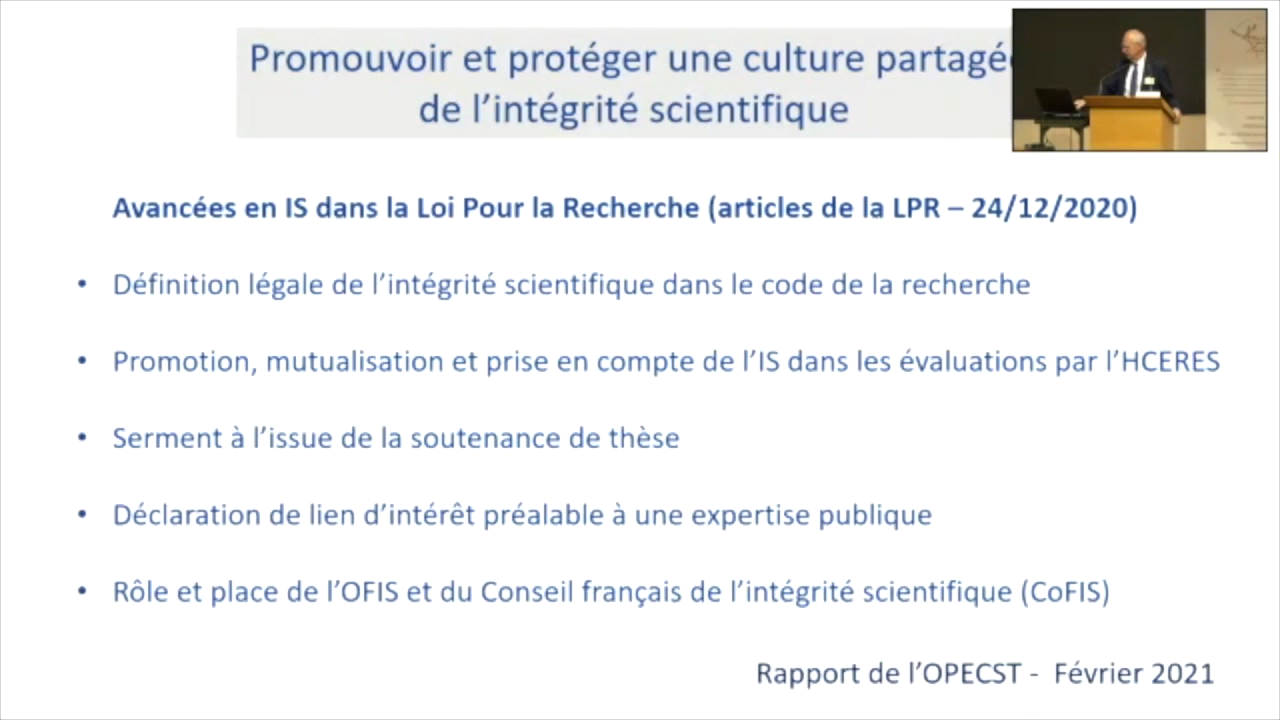 Promouvoir et protéger une culture partagée
de l’intégrité scientifique
Avancées en IS dans la Loi Pour la Recherche (articles de la LPR – 24/12/2020)
• Définition légale de l’intégrité scientifique dans le code de la recherche
• Promotion, mutualisation et prise en compte de l’IS dans les évaluations par l’HCERES
• Serment à l’issue de la soutenance de thèse
• Déclaration de lien d’intérêt préalable à une expertise publique
• Rôle et place de l’OFIS et du Conseil français de l’intégrité scientifique (CoFIS)
Rapport de l’OPECST - Février 2021